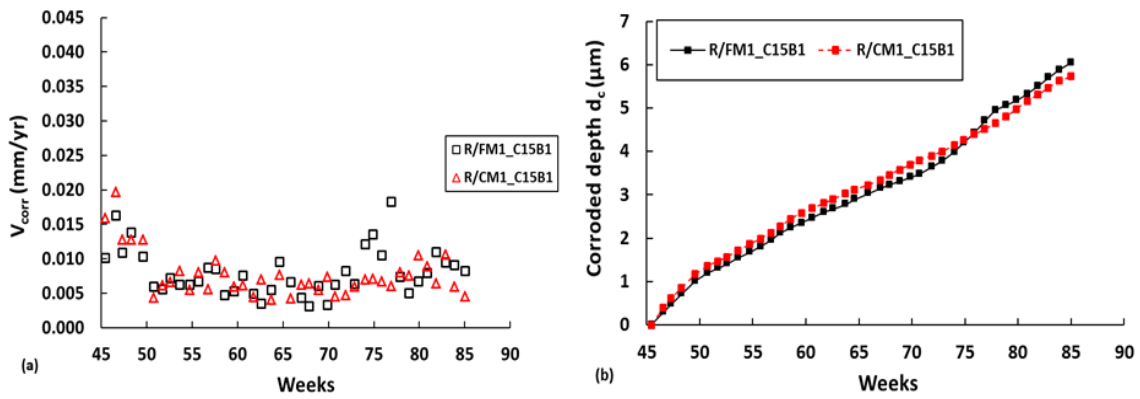 0.045
0.040
0.035
0.030
0.025
0.020
0.015
0.010
0.005
0.000
V_corr (mm/yr)
R/FM1_C15B1
R/CM1_C15B1
45 50 55 60 65 70 75 80 85 90
Weeks
(a)
7
6
5
4
3
2
1
0
Corroded depth d_c (μm)
R/FM1_C15B1 R/CM1_C15B1
45 50 55 60 65 70 75 80 85 90
Weeks
(b)